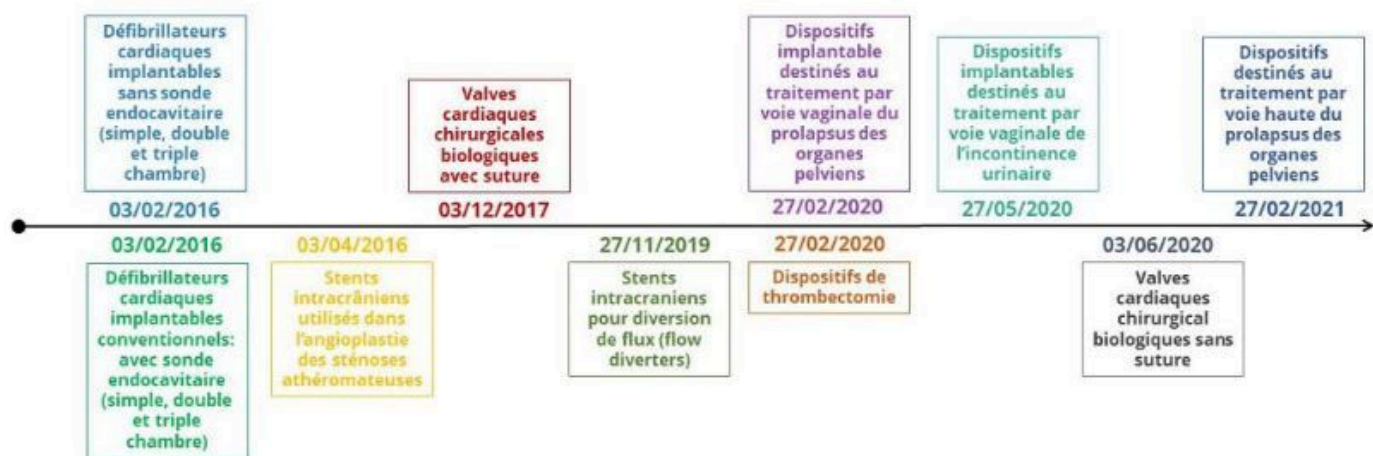 Défibrillateurs
cardiaques
implantables
sans sonde
endocavitaire
(simple, double
et triple
chambre)
03/02/2016
Valves
cardiaques
chirurgicales
biologiques
avec suture
03/12/2017
Dispositifs
implantable
destinés au
traitement par
voie vaginale du
prolapsus des
organes
pelviens
27/02/2020
Dispositifs
implantables
destinés au
traitement par
voie vaginale de
l'incontinence
urinaire
27/05/2020
Dispositifs
destinés au
traitement par
voie haute du
prolapsus des
organes
pelviens
27/02/2021
03/02/2016
Défibrillateurs
cardiaques
implantables
conventionnels:
avec sonde
endocavitaire
(simple, double
et triple
chambre)
03/04/2016
Stents
intracrâniens
utilisés dans
l'angioplastie
des sténoses
athéromateuses
27/11/2019
Stents
intracraniens
pour diversion
de flux (flow
diverters)
27/02/2020
Dispositifs de
thrombectomie
03/06/2020
Valves
cardiaques
chirurgical
biologiques sans
suture